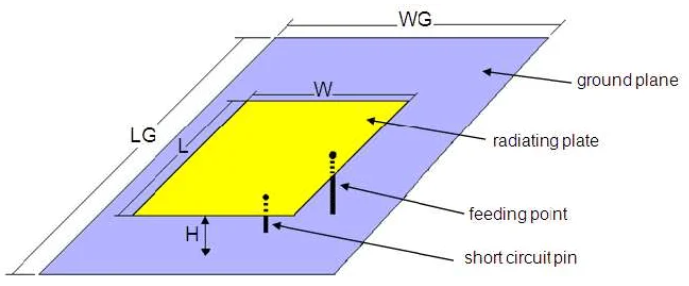 WG
ground plane
W
radiating plate
LG
L
feeding point
H
short circuit pin